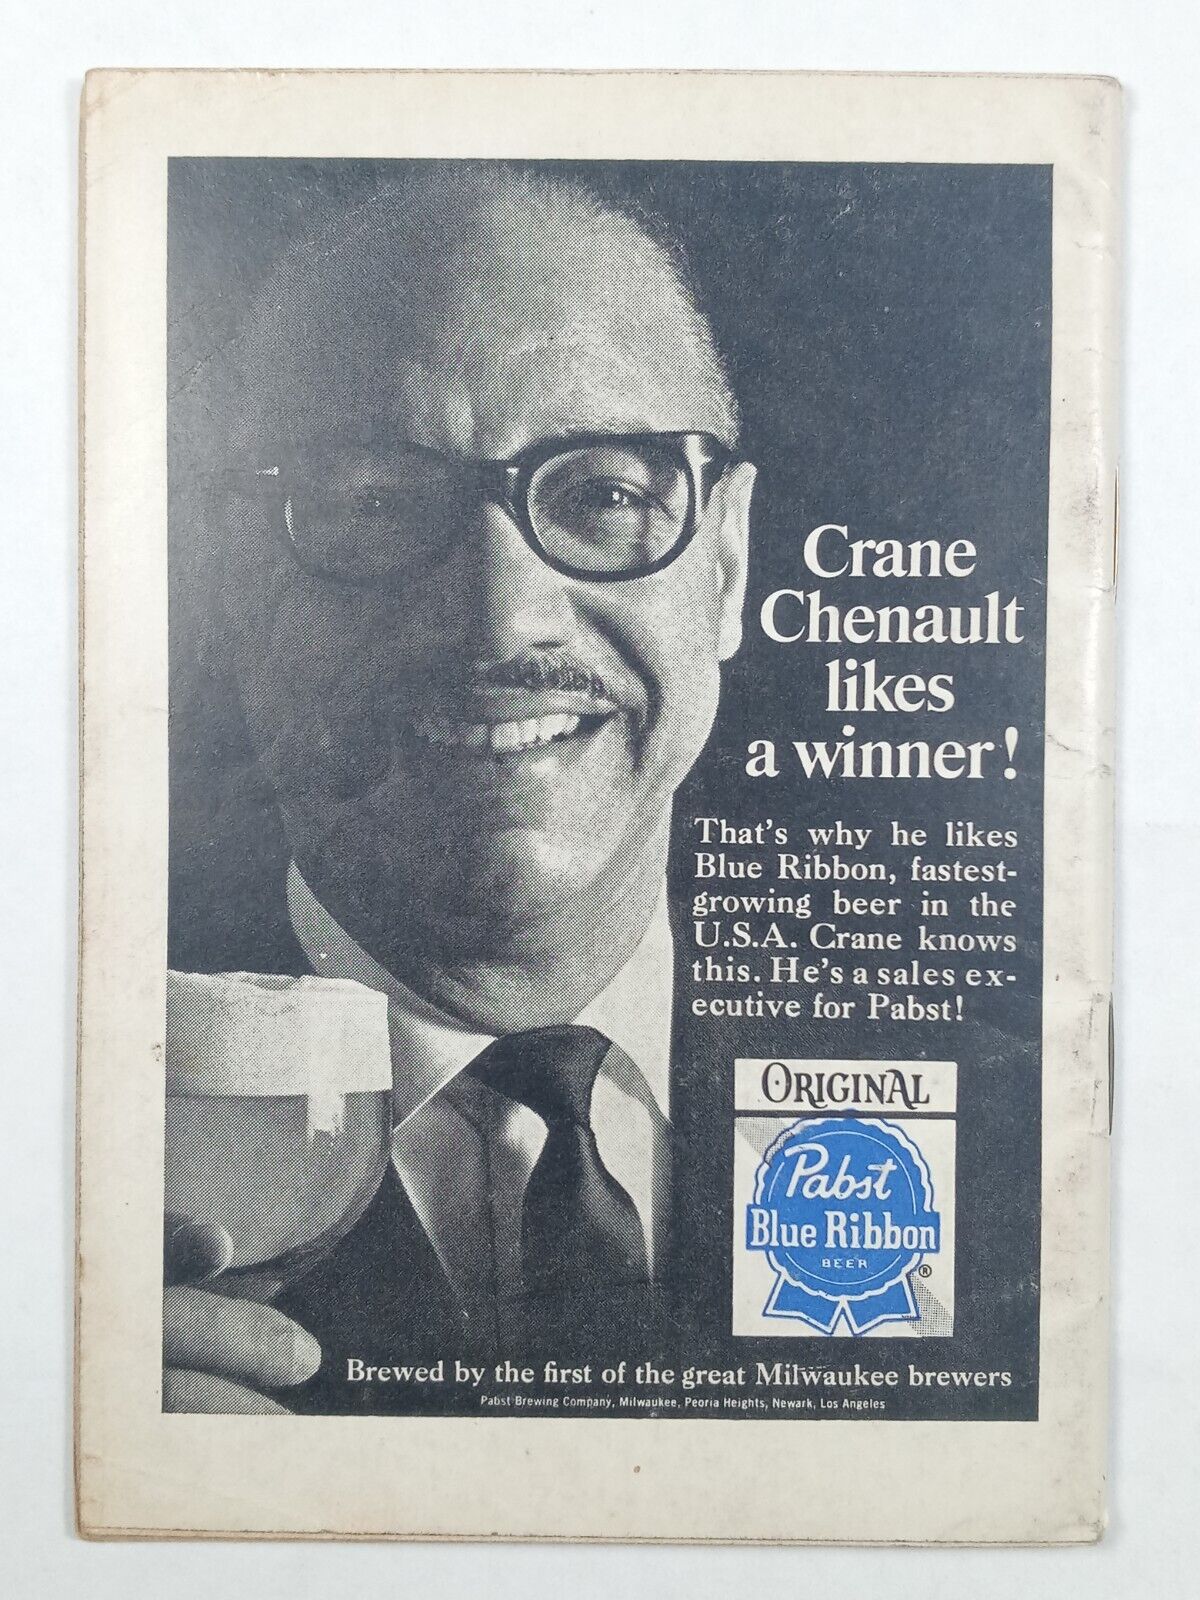 Crane
Chenault
likes
a winner!
That's why he likes
Blue Ribbon, fastest-
growing beer in the
U.S.A. Crane knows
this. He's a sales ex-
ecutive for Pabst!
ORIGINAL
Pabst
Blue Ribbon
BEER
®
Brewed by the first of the great Milwaukee brewers
Pabst Brewing Company, Milwaukee, Peoria Heights, Newark, Los Angeles